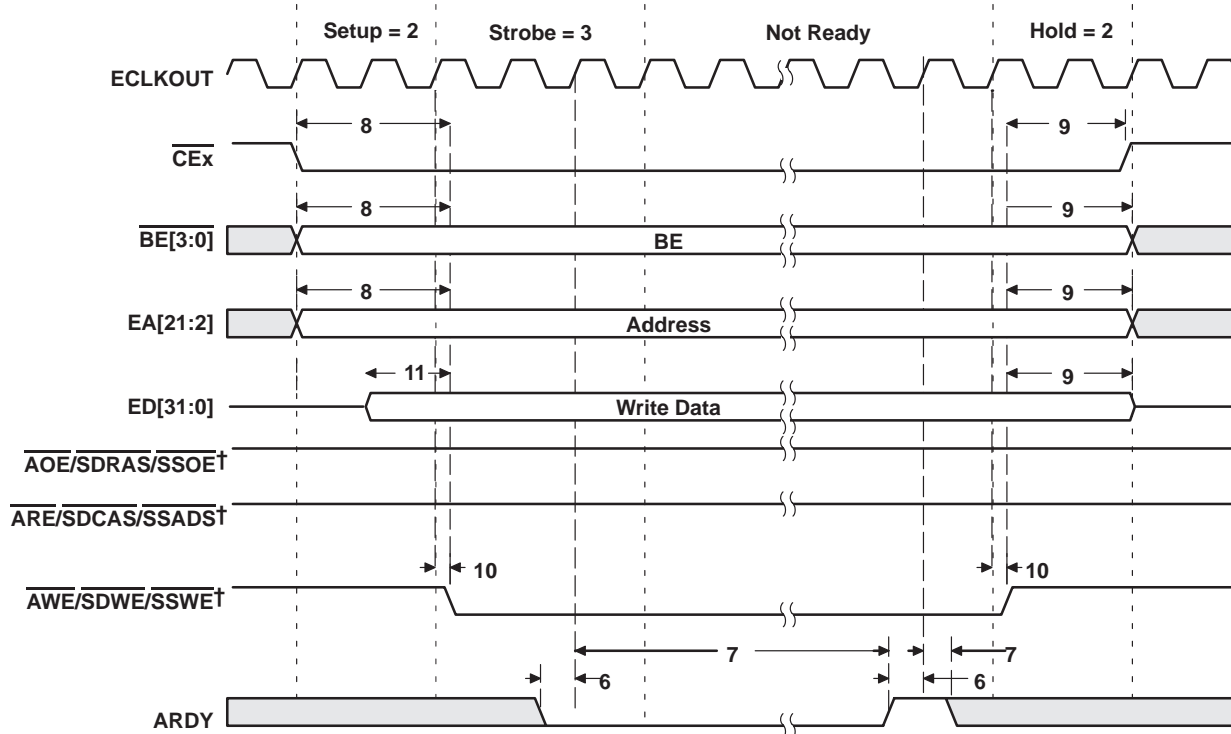 Setup = 2 Strobe = 3 Not Ready Hold = 2
ECLKOUT
8 9
CEx
8 9
BE[3:0] BE
8 9
EA[21:2] Address
11 9
ED[31:0] Write Data
AOE/SDRAS/SSOE†
ARE/SDCAS/SSADS†
10 10
AWE/SDWE/SSWE†
7 7
6 6
ARDY